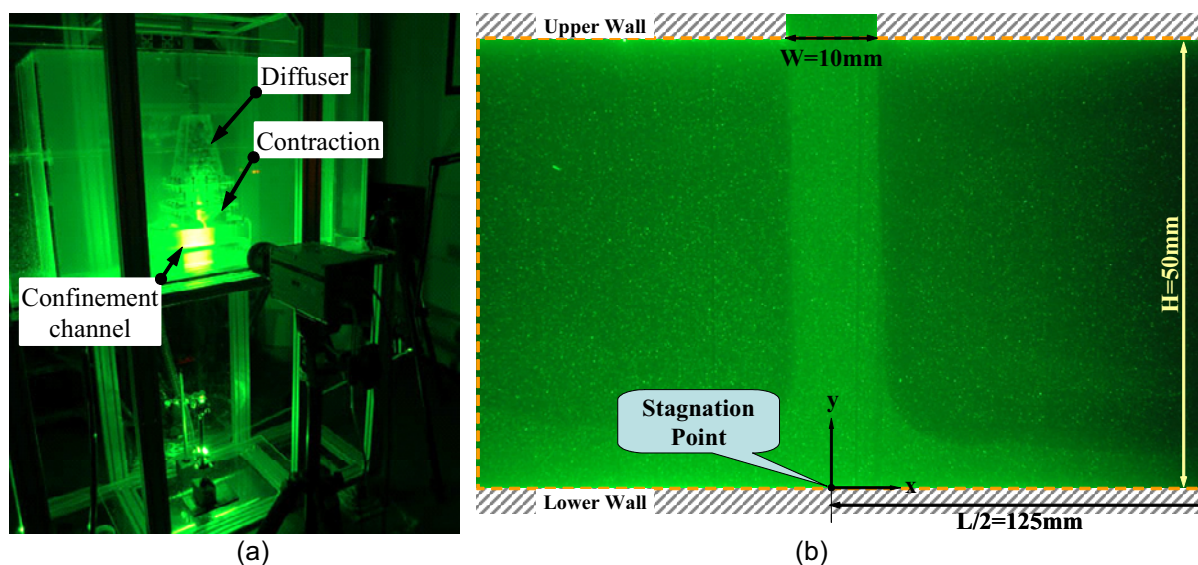 Diffuser
Contraction
Confinement
channel
(a)
Upper Wall
W=10mm
H=50mm
Stagnation
Point
y
x
Lower Wall
L/2=125mm
(b)